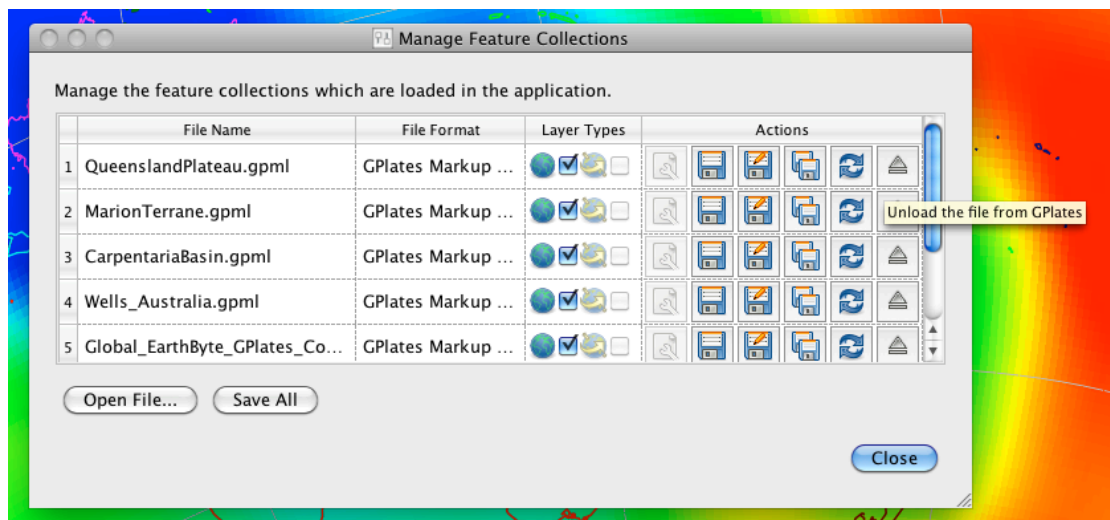 Manage Feature Collections
Manage the feature collections which are loaded in the application.
File Name File Format Layer Types Actions
1 QueenslandPlateau.gpml GPlates Markup ...
2 MarionTerrane.gpml GPlates Markup ...
Unload the file from GPlates
3 CarpentariaBasin.gpml GPlates Markup ...
4 Wells_Australia.gpml GPlates Markup ...
5 Global_EarthByte_GPlates_Co... GPlates Markup ...
Open File... Save All
Close